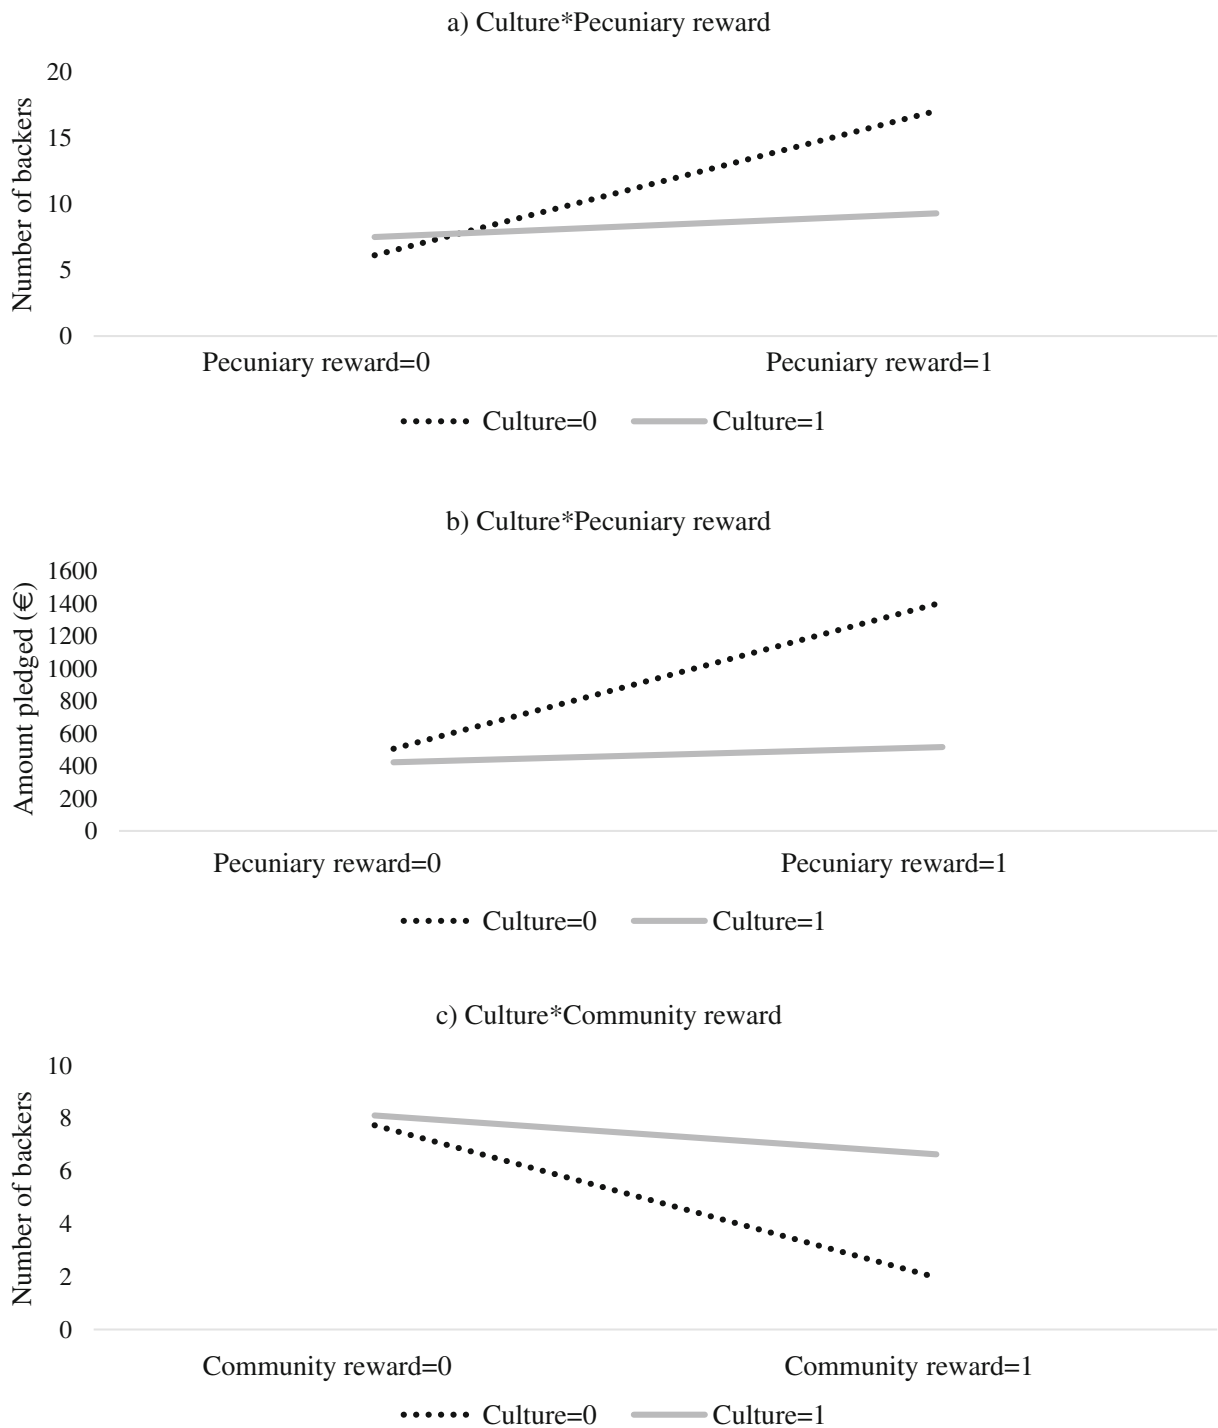 a) Culture*Pecuniary reward
Number of backers
20
15
10
5
0
Pecuniary reward=0 Pecuniary reward=1
Culture=0 Culture=1
b) Culture*Pecuniary reward
Amount pledged (€)
1600
1400
1200
1000
800
600
400
200
0
Pecuniary reward=0 Pecuniary reward=1
Culture=0 Culture=1
c) Culture*Community reward
Number of backers
10
8
6
4
2
0
Community reward=0 Community reward=1
Culture=0 Culture=1